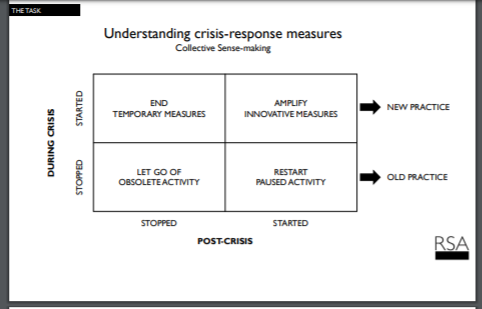 THE TASK
Understanding crisis-response measures
Collective Sense-making
DURING CRISIS
STARTED
END
TEMPORARY MEASURES
AMPLIFY
INNOVATIVE MEASURES
NEW PRACTICE
STOPPED
LET GO OF
OBSOLETE ACTIVITY
RESTART
PAUSED ACTIVITY
OLD PRACTICE
STOPPED
STARTED
POST-CRISIS
RSA